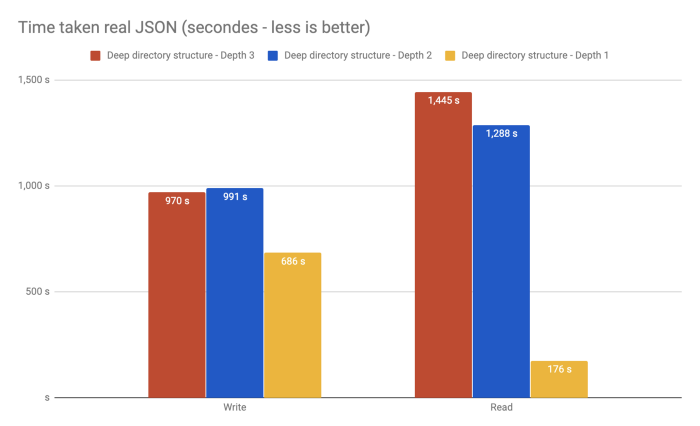 Time taken real JSON (secondes - less is better)
Deep directory structure - Depth 3 Deep directory structure - Depth 2 Deep directory structure - Depth 1
1,500 s
1,445 s
1,288 s
1,000 s
970 s 991 s
686 s
500 s
176 s
s
Write Read